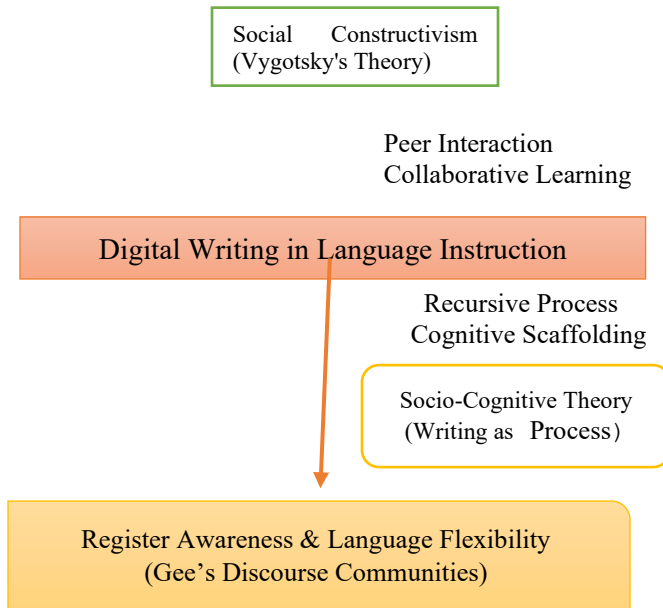 Social Constructivism
(Vygotsky's Theory)
Peer Interaction
Collaborative Learning
Digital Writing in Language Instruction
Recursive Process
Cognitive Scaffolding
Socio-Cognitive Theory
(Writing as Process)
Register Awareness & Language Flexibility
(Gee’s Discourse Communities)